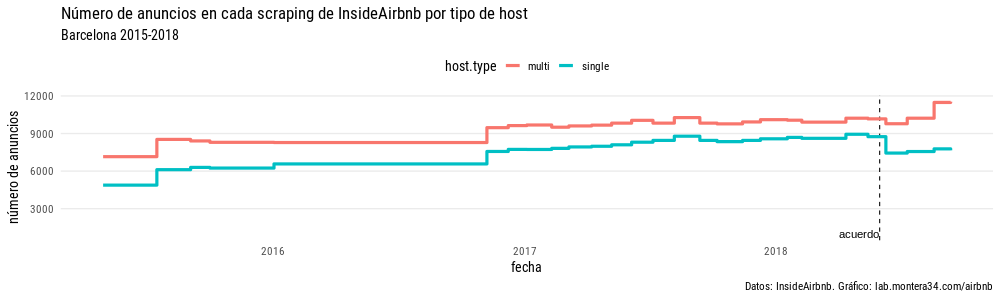 Número de anuncios en cada scraping de InsideAirbnb por tipo de host
Barcelona 2015-2018
host.type multi single
número de anuncios
12000
9000
6000
3000
acuerdo
2016 2017 2018
fecha
Datos: InsideAirbnb. Gráfico: lab.montera34.com/airbnb